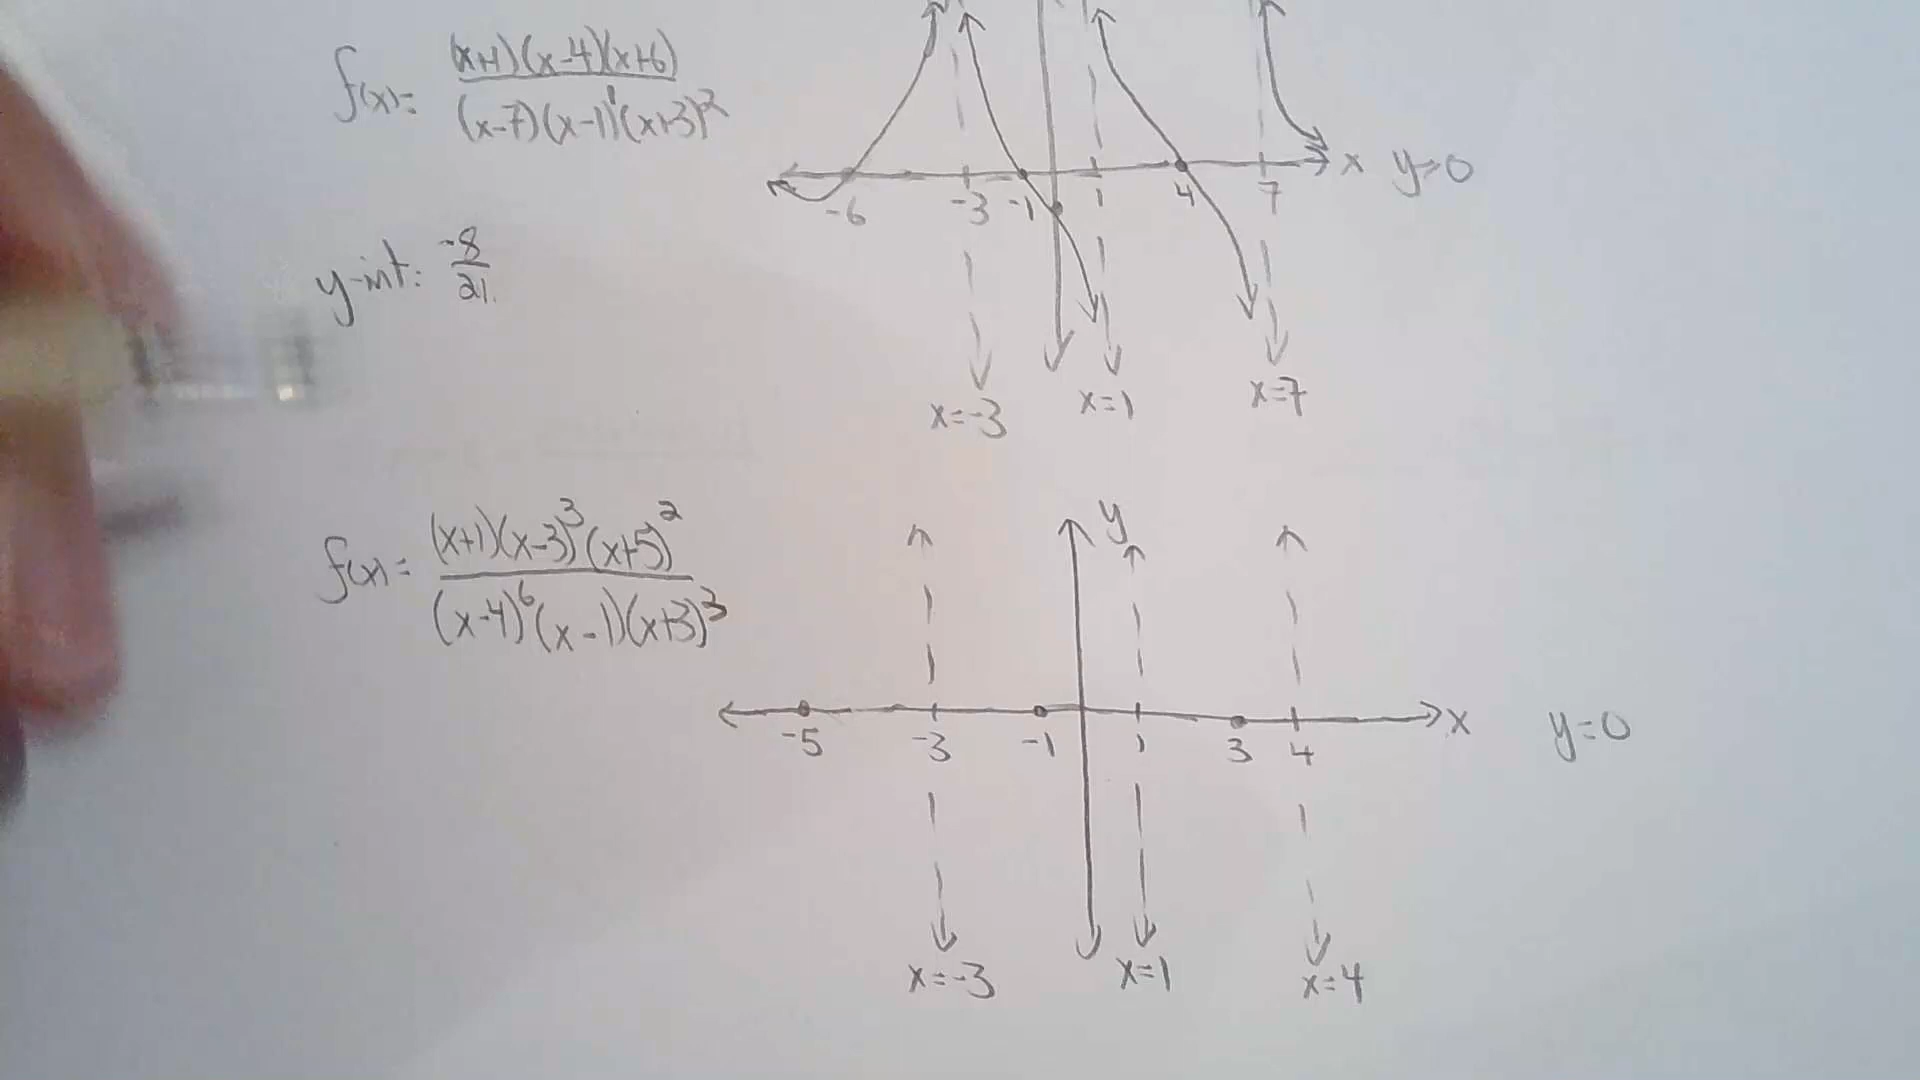 f(x)= (x+1)(x-4)(x+6)
(x-7)(x-1)¹(x+3)²
x y=0
-6 -3 -1 1 4 7
y-int: -8
21
x=-3 x=1 x=7
f(x)= (x+1)(x-3)³(x+5)²
(x-4)⁶(x-1)(x+3)³
y
x y=0
-5 -3 -1 1 3 4
x=-3 x=1 x=4